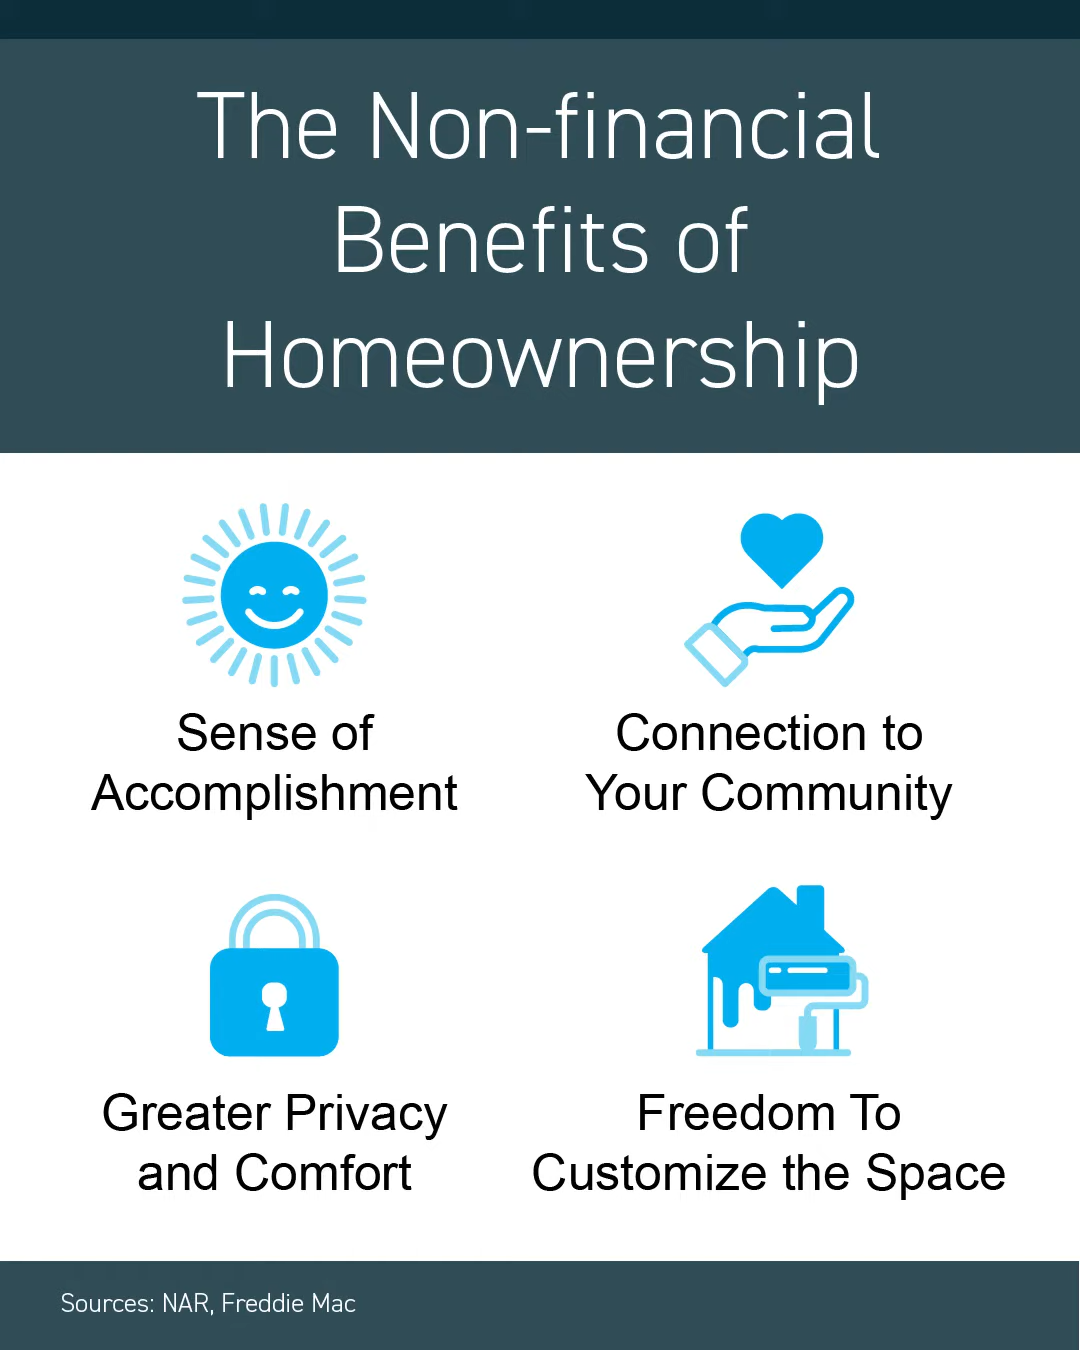 The Non-financial
Benefits of
Homeownership
Sense of
Accomplishment
Connection to
Your Community
Greater Privacy
and Comfort
Freedom To
Customize the Space
Sources: NAR, Freddie Mac